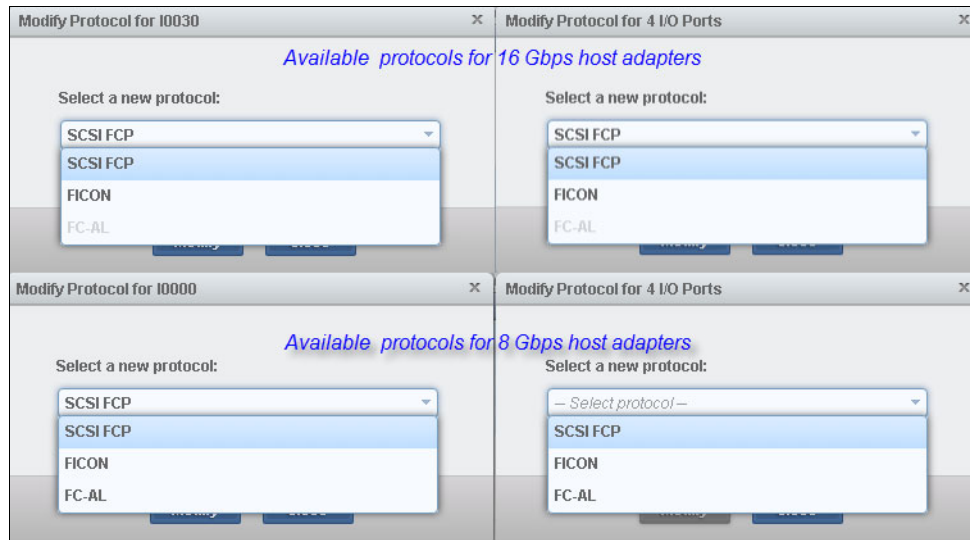 Modify Protocol for I0030 X
Modify Protocol for 4 I/O Ports X
Available protocols for 16 Gbps host adapters
Select a new protocol:
SCSI FCP
SCSI FCP
FICON
FC-AL
Select a new protocol:
SCSI FCP
SCSI FCP
FICON
FC-AL
Modify Protocol for I0000 X
Modify Protocol for 4 I/O Ports X
Available protocols for 8 Gbps host adapters
Select a new protocol:
SCSI FCP
SCSI FCP
FICON
FC-AL
Select a new protocol:
– Select protocol –
SCSI FCP
FICON
FC-AL